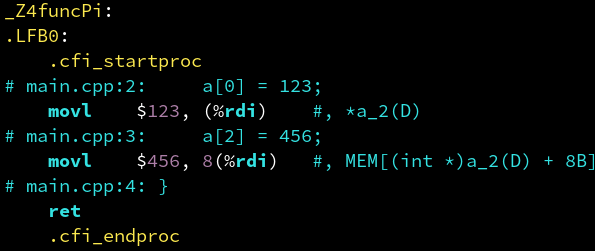 _Z4funcPi:
.LFB0:
    .cfi_startproc
# main.cpp:2:     a[0] = 123;
    movl    $123, (%rdi)    #, *a_2(D)
# main.cpp:3:     a[2] = 456;
    movl    $456, 8(%rdi)   #, MEM[(int *)a_2(D) + 8B]
# main.cpp:4: }
    ret
    .cfi_endproc